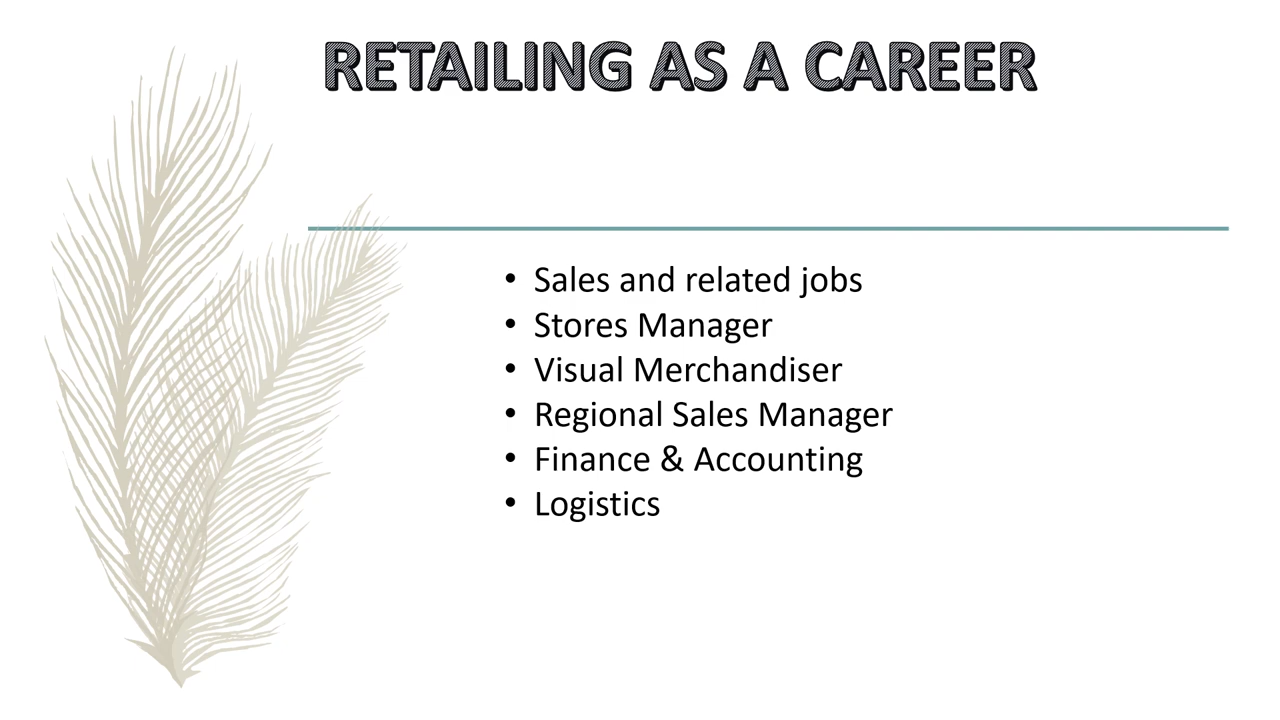 RETAILING AS A CAREER
• Sales and related jobs
• Stores Manager
• Visual Merchandiser
• Regional Sales Manager
• Finance & Accounting
• Logistics